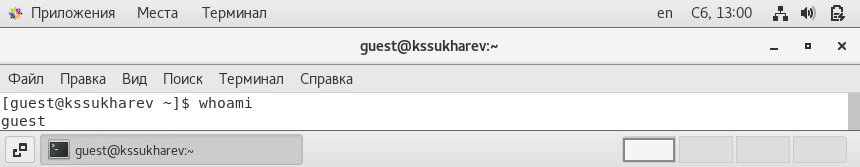 Приложения Места Терминал en Сб, 13:00
guest@kssukharev:~
Файл Правка Вид Поиск Терминал Справка
[guest@kssukharev ~]$ whoami
guest
guest@kssukharev:~